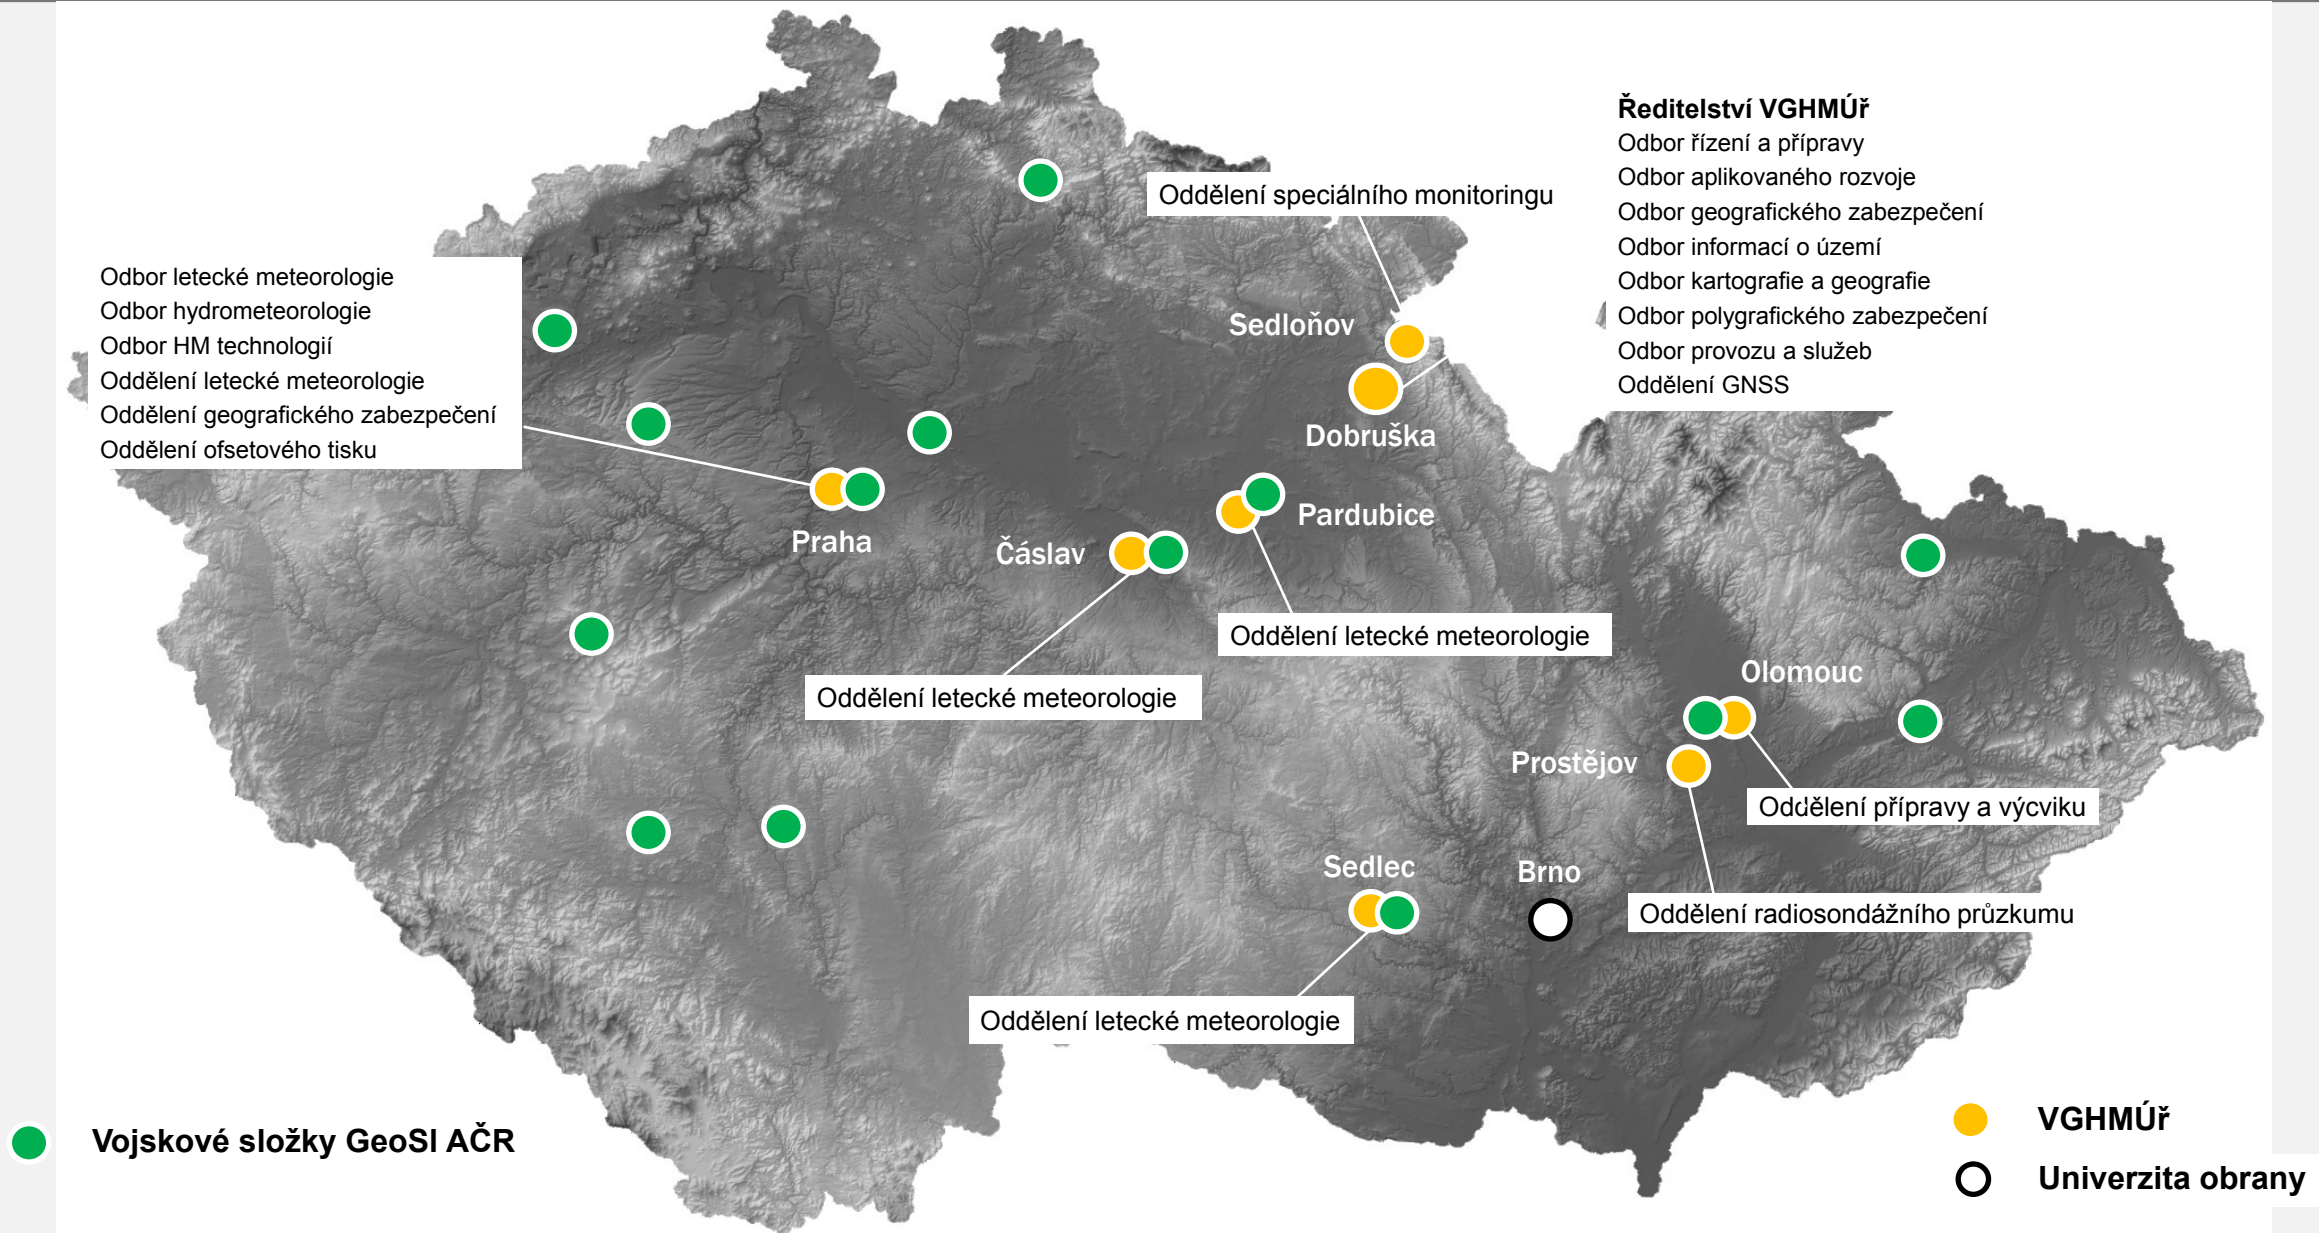 Ředitelství VGHMÚř
Odbor řízení a přípravy
Odbor aplikovaného rozvoje
Odbor geografického zabezpečení
Odbor informací o území
Odbor kartografie a geografie
Odbor polygrafického zabezpečení
Odbor provozu a služeb
Oddělení GNSS
Oddělení speciálního monitoringu
Odbor letecké meteorologie
Odbor hydrometeorologie
Odbor HM technologií
Oddělení letecké meteorologie
Oddělení geografického zabezpečení
Oddělení ofsetového tisku
Sedloňov
Dobruška
Pardubice
Praha
Čáslav
Oddělení letecké meteorologie
Oddělení letecké meteorologie
Olomouc
Prostějov
Oddělení přípravy a výcviku
Sedlec
Brno
Oddělení radiosondážního průzkumu
Oddělení letecké meteorologie
Vojskové složky GeoSl AČR
VGHMÚř
Univerzita obrany